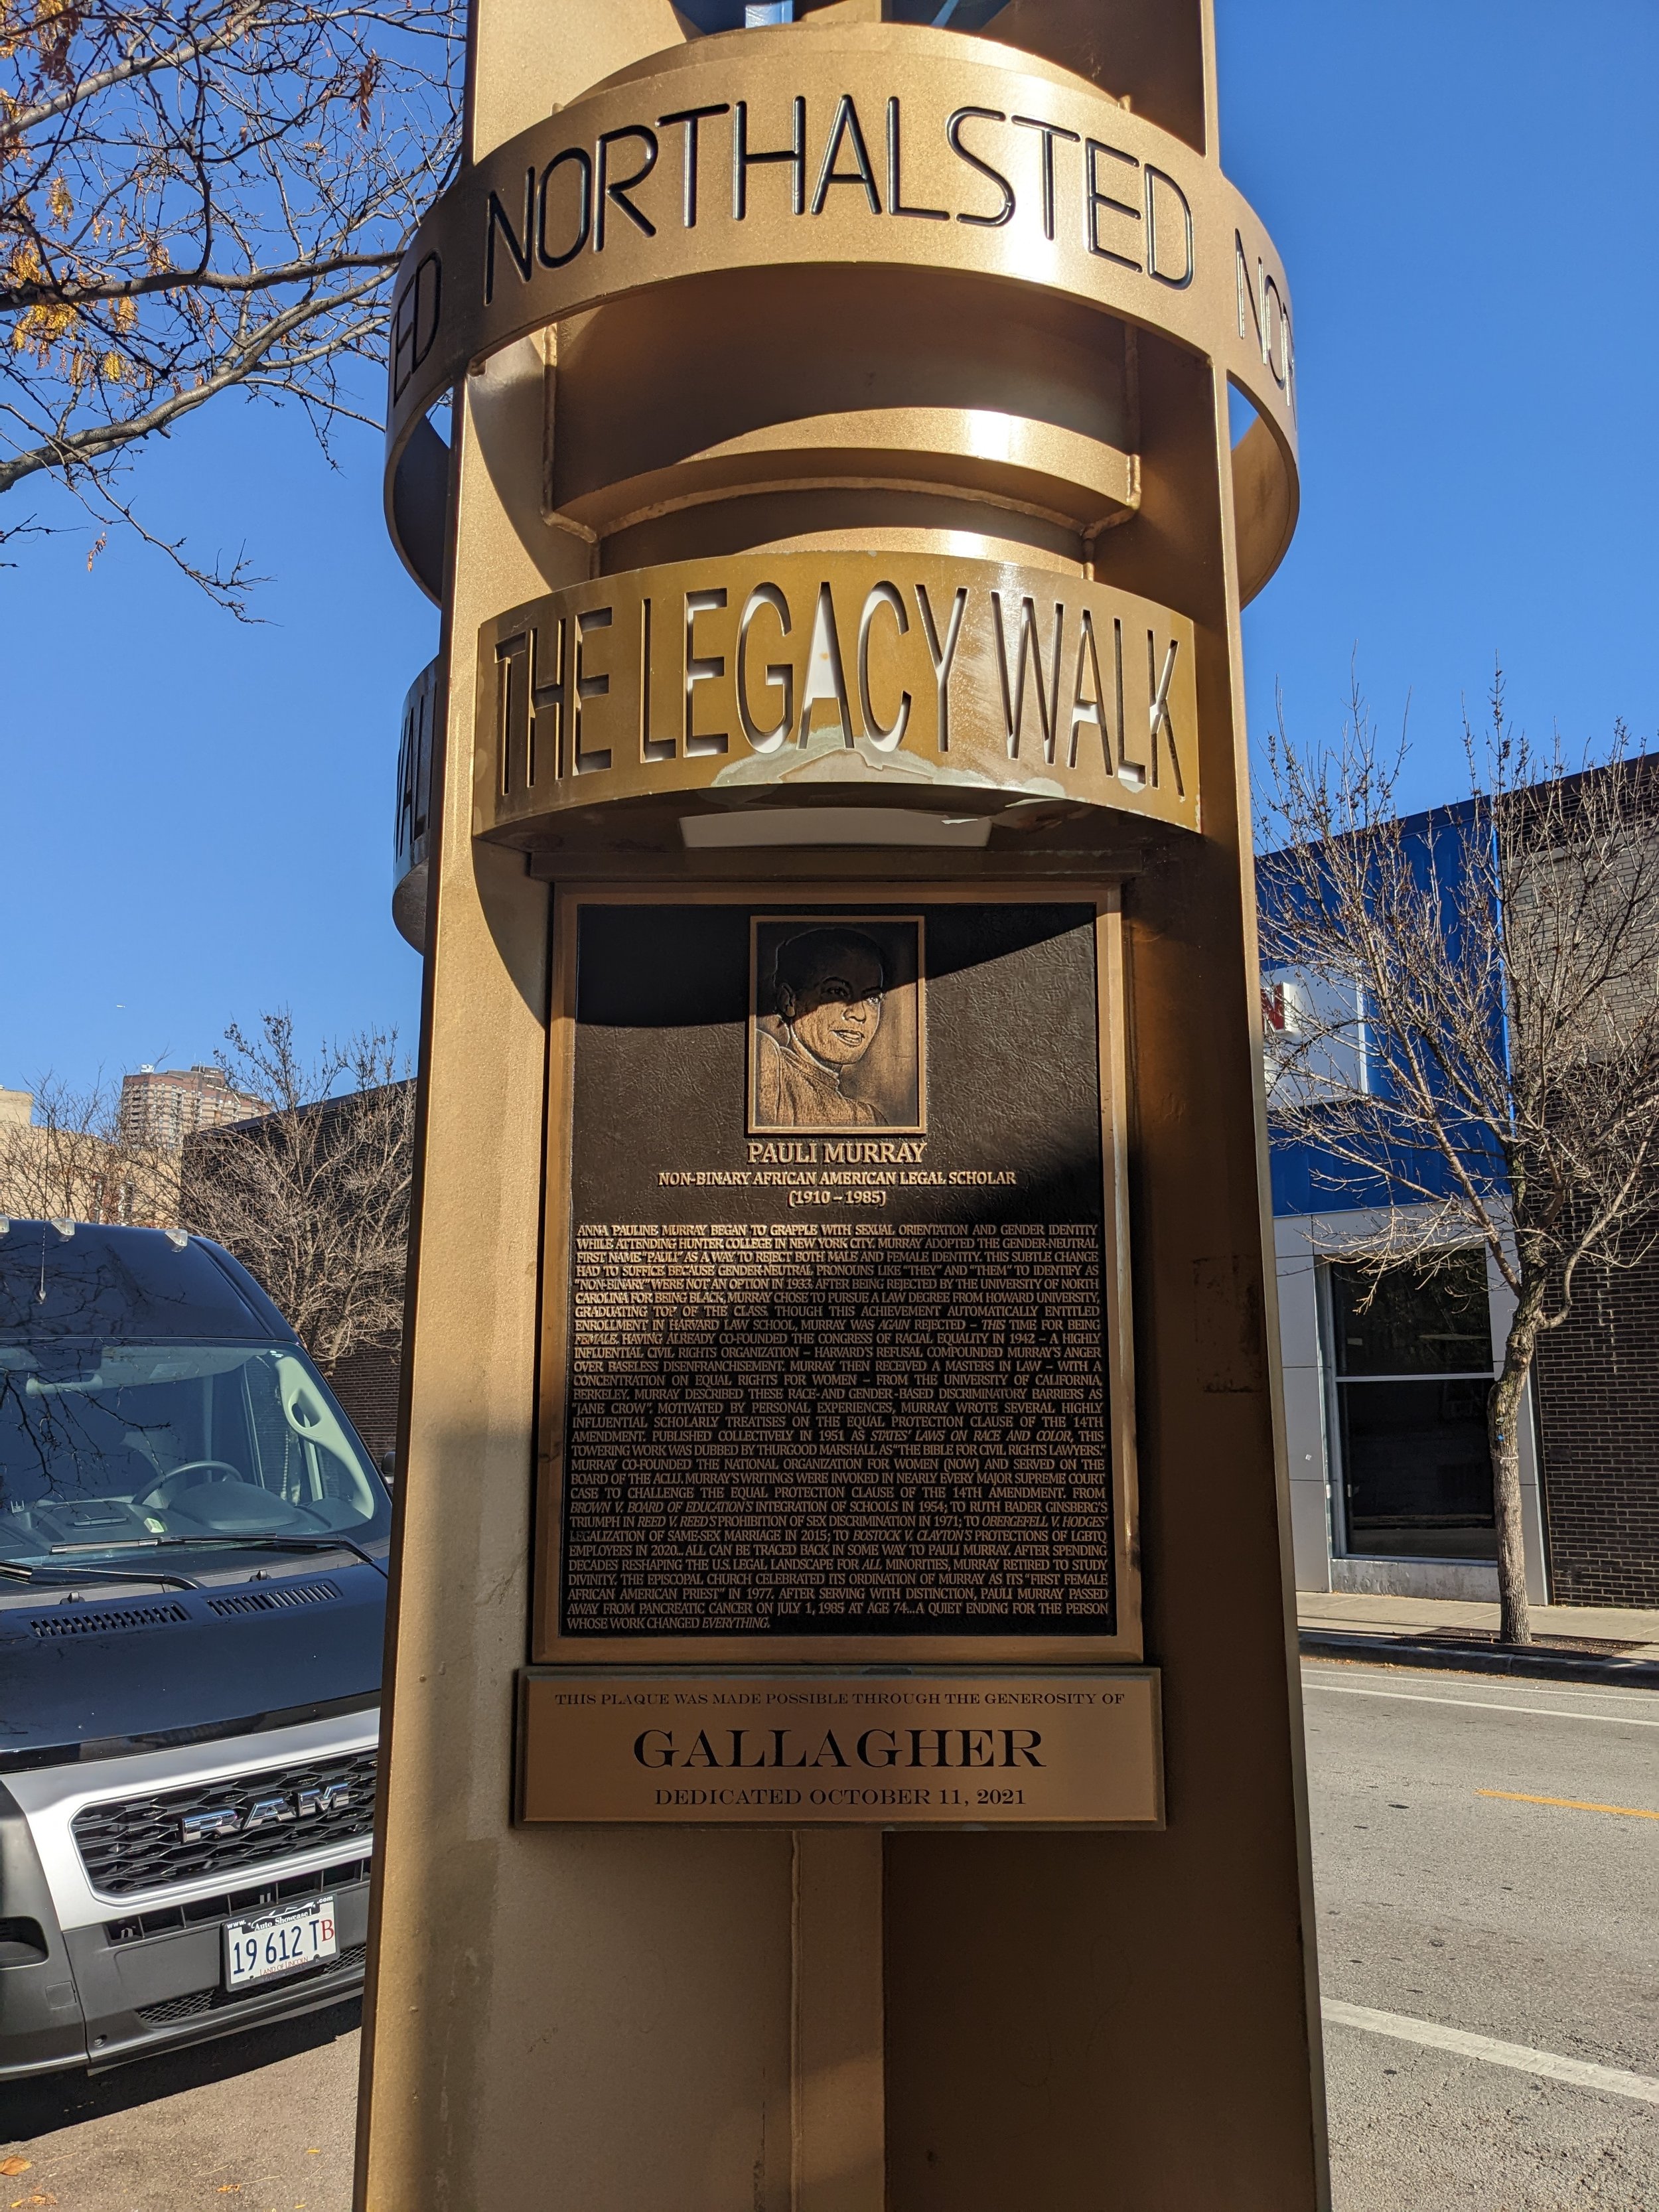 NORTHALSTED
THE LEGACY WALK
PAULI MURRAY
NON-BINARY AFRICAN AMERICAN LEGAL SCHOLAR
(1910 – 1985)
ANNA PAULINE MURRAY BEGAN TO GRAPPLE WITH SEXUAL ORIENTATION AND GENDER IDENTITY
WHILE ATTENDING HUNTER COLLEGE IN NEW YORK CITY. MURRAY ADOPTED THE GENDER-NEUTRAL
FIRST NAME "PAULI" AS A WAY TO REJECT BOTH MALE AND FEMALE IDENTITY. THIS SUBTLE CHANGE
HAD TO SUFFICE BECAUSE GENDER-NEUTRAL PRONOUNS LIKE "THEY" AND "THEM" TO IDENTIFY AS
"NON-BINARY" WERE NOT AN OPTION IN 1933. AFTER BEING REJECTED BY THE UNIVERSITY OF NORTH
CAROLINA FOR BEING BLACK, MURRAY CHOSE TO PURSUE A LAW DEGREE FROM HOWARD UNIVERSITY,
GRADUATING TOP OF THE CLASS. THOUGH THIS ACHIEVEMENT AUTOMATICALLY ENTITLED
ENROLLMENT IN HARVARD LAW SCHOOL, MURRAY WAS AGAIN REJECTED – THIS TIME FOR BEING
FEMALE. HAVING ALREADY CO-FOUNDED THE CONGRESS OF RACIAL EQUALITY IN 1942 – A HIGHLY
INFLUENTIAL CIVIL RIGHTS ORGANIZATION – HARVARD'S REFUSAL COMPOUNDED MURRAY'S ANGER
OVER BASELESS DISENFRANCHISEMENT. MURRAY THEN RECEIVED A MASTERS IN LAW – WITH A
CONCENTRATION ON EQUAL RIGHTS FOR WOMEN – FROM THE UNIVERSITY OF CALIFORNIA,
BERKELEY. MURRAY DESCRIBED THESE RACE-AND GENDER-BASED DISCRIMINATORY BARRIERS AS
"JANE CROW". MOTIVATED BY PERSONAL EXPERIENCES, MURRAY WROTE SEVERAL HIGHLY
INFLUENTIAL SCHOLARLY TREATISES ON THE EQUAL PROTECTION CLAUSE OF THE 14TH
AMENDMENT. PUBLISHED COLLECTIVELY IN 1951 AS STATES' LAWS ON RACE AND COLOR, THIS
TOWERING WORK WAS DUBBED BY THURGOOD MARSHALL AS "THE BIBLE FOR CIVIL RIGHTS LAWYERS."
MURRAY CO-FOUNDED THE NATIONAL ORGANIZATION FOR WOMEN (NOW) AND SERVED ON THE
BOARD OF THE ACLU. MURRAY'S WRITINGS WERE INVOKED IN NEARLY EVERY MAJOR SUPREME COURT
CASE TO CHALLENGE THE EQUAL PROTECTION CLAUSE OF THE 14TH AMENDMENT. FROM
BROWN V. BOARD OF EDUCATION'S INTEGRATION OF SCHOOLS IN 1954; TO RUTH BADER GINSBERG'S
TRIUMPH IN REED V. REED'S PROHIBITION OF SEX DISCRIMINATION IN 1971; TO OBERGEFELL V. HODGES'
LEGALIZATION OF SAME-SEX MARRIAGE IN 2015; TO BOSTOCK V. CLAYTON'S PROTECTIONS OF LGBTQ
EMPLOYEES IN 2020... ALL CAN BE TRACED BACK IN SOME WAY TO PAULI MURRAY. AFTER SPENDING
DECADES RESHAPING THE U.S. LEGAL LANDSCAPE FOR ALL MINORITIES, MURRAY RETIRED TO STUDY
DIVINITY. THE EPISCOPAL CHURCH CELEBRATED ITS ORDINATION OF MURRAY AS ITS "FIRST FEMALE
AFRICAN AMERICAN PRIEST" IN 1977. AFTER SERVING WITH DISTINCTION, PAULI MURRAY PASSED
AWAY FROM PANCREATIC CANCER ON JULY 1, 1985 AT AGE 74...A QUIET ENDING FOR THE PERSON
WHOSE WORK CHANGED EVERYTHING.
THIS PLAQUE WAS MADE POSSIBLE THROUGH THE GENEROSITY OF
GALLAGHER
DEDICATED OCTOBER 11, 2021
RAM
www. Auto Showcase1 .com
19 612 TB
LAND OF LINCOLN